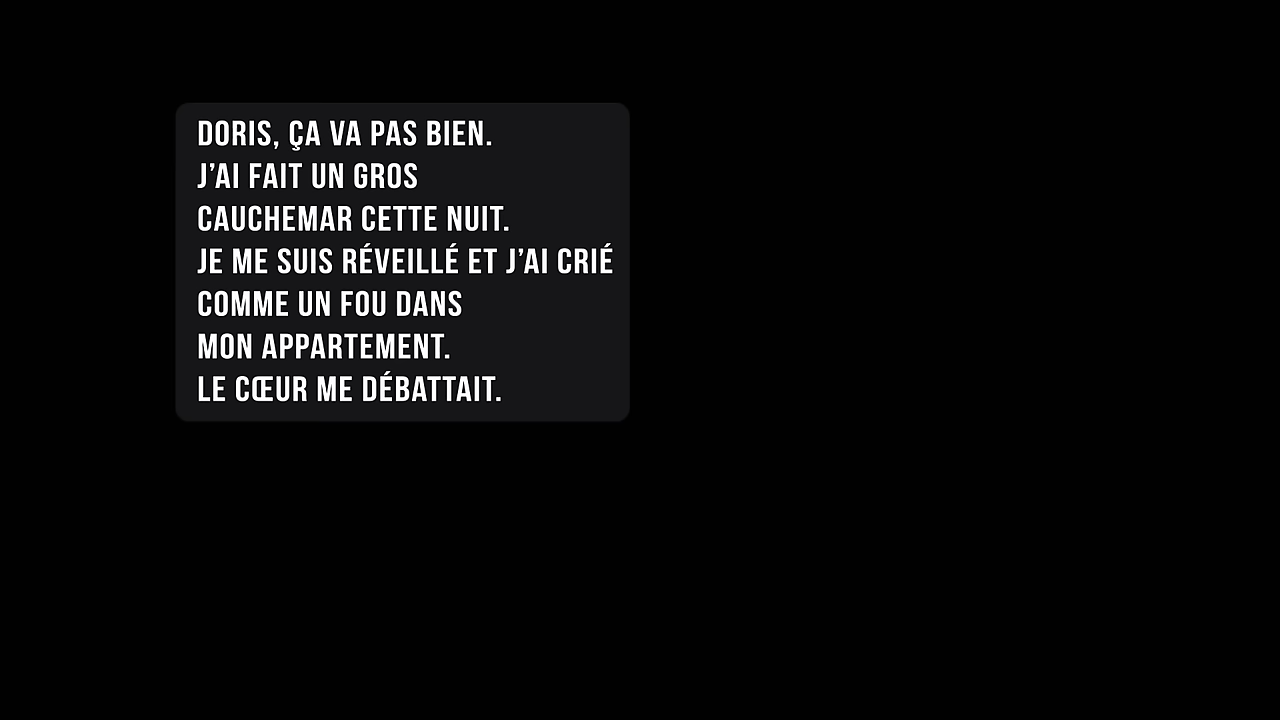 DORIS, ÇA VA PAS BIEN.
J’AI FAIT UN GROS
CAUCHEMAR CETTE NUIT.
JE ME SUIS RÉVEILLÉ ET J’AI CRIÉ
COMME UN FOU DANS
MON APPARTEMENT.
LE CŒUR ME DÉBATTAIT.